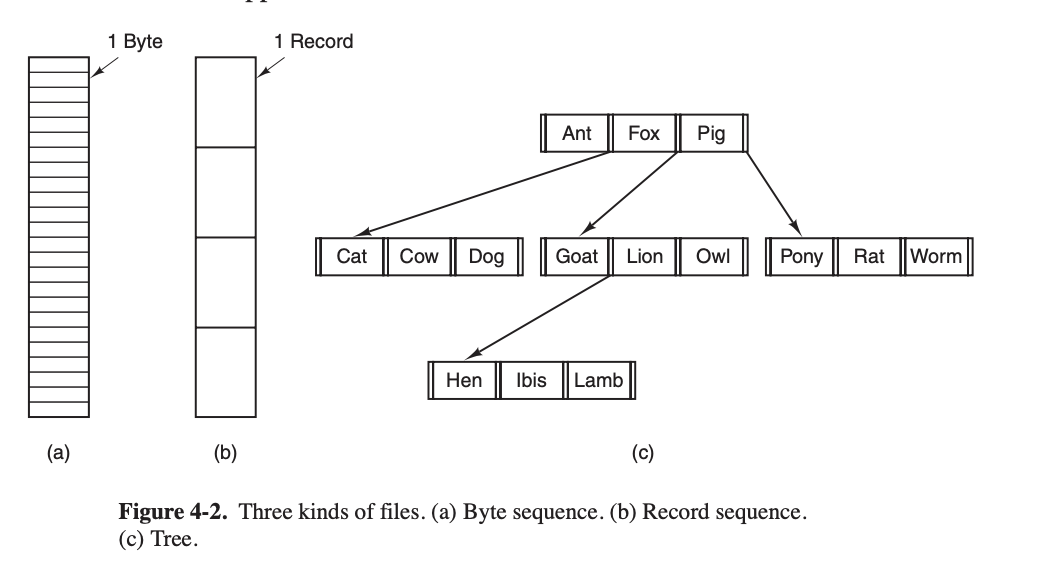 1 Byte
1 Record
Ant Fox Pig
Cat Cow Dog
Goat Lion Owl
Pony Rat Worm
Hen Ibis Lamb
(a)
(b)
(c)
Figure 4-2. Three kinds of files. (a) Byte sequence. (b) Record sequence.
(c) Tree.